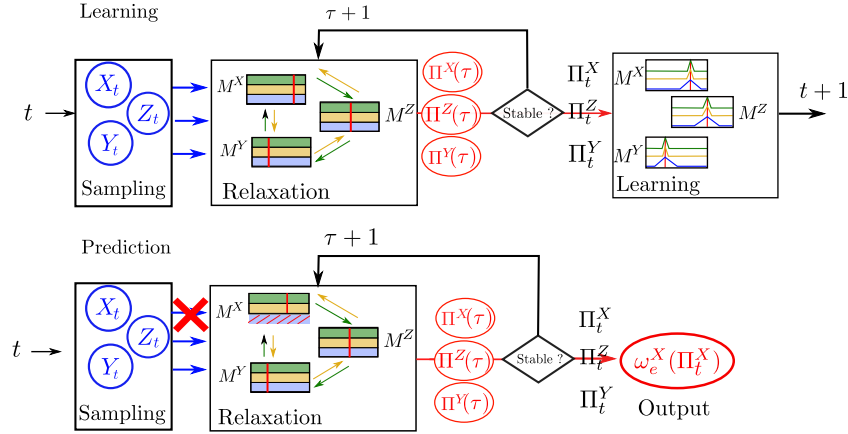 Learning
τ + 1
X_t
Z_t
Y_t
t
Sampling
M^X
M^Z
M^Y
Relaxation
Π^X(τ)
Π^Z(τ)
Π^Y(τ)
Stable ?
Π_t^X
Π_t^Z
Π_t^Y
M^X
M^Z
M^Y
Learning
t + 1
Prediction
τ + 1
X_t
Z_t
Y_t
t
Sampling
M^X
M^Z
M^Y
Relaxation
Π^X(τ)
Π^Z(τ)
Π^Y(τ)
Stable ?
Π_t^X
Π_t^Z
Π_t^Y
ω_e^X(Π_t^X)
Output